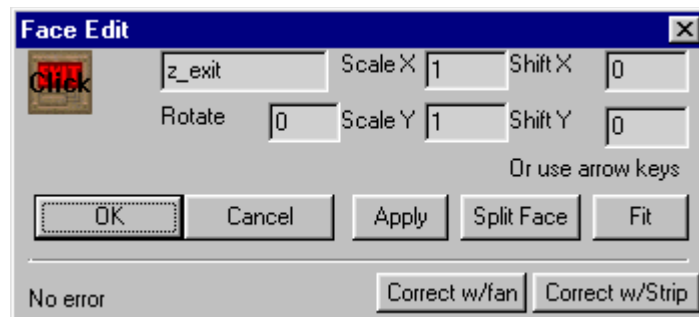 Face Edit
Click
z_exit Scale X 1 Shift X 0
Rotate 0 Scale Y 1 Shift Y 0
Or use arrow keys
OK Cancel Apply Split Face Fit
No error Correct w/fan Correct w/Strip